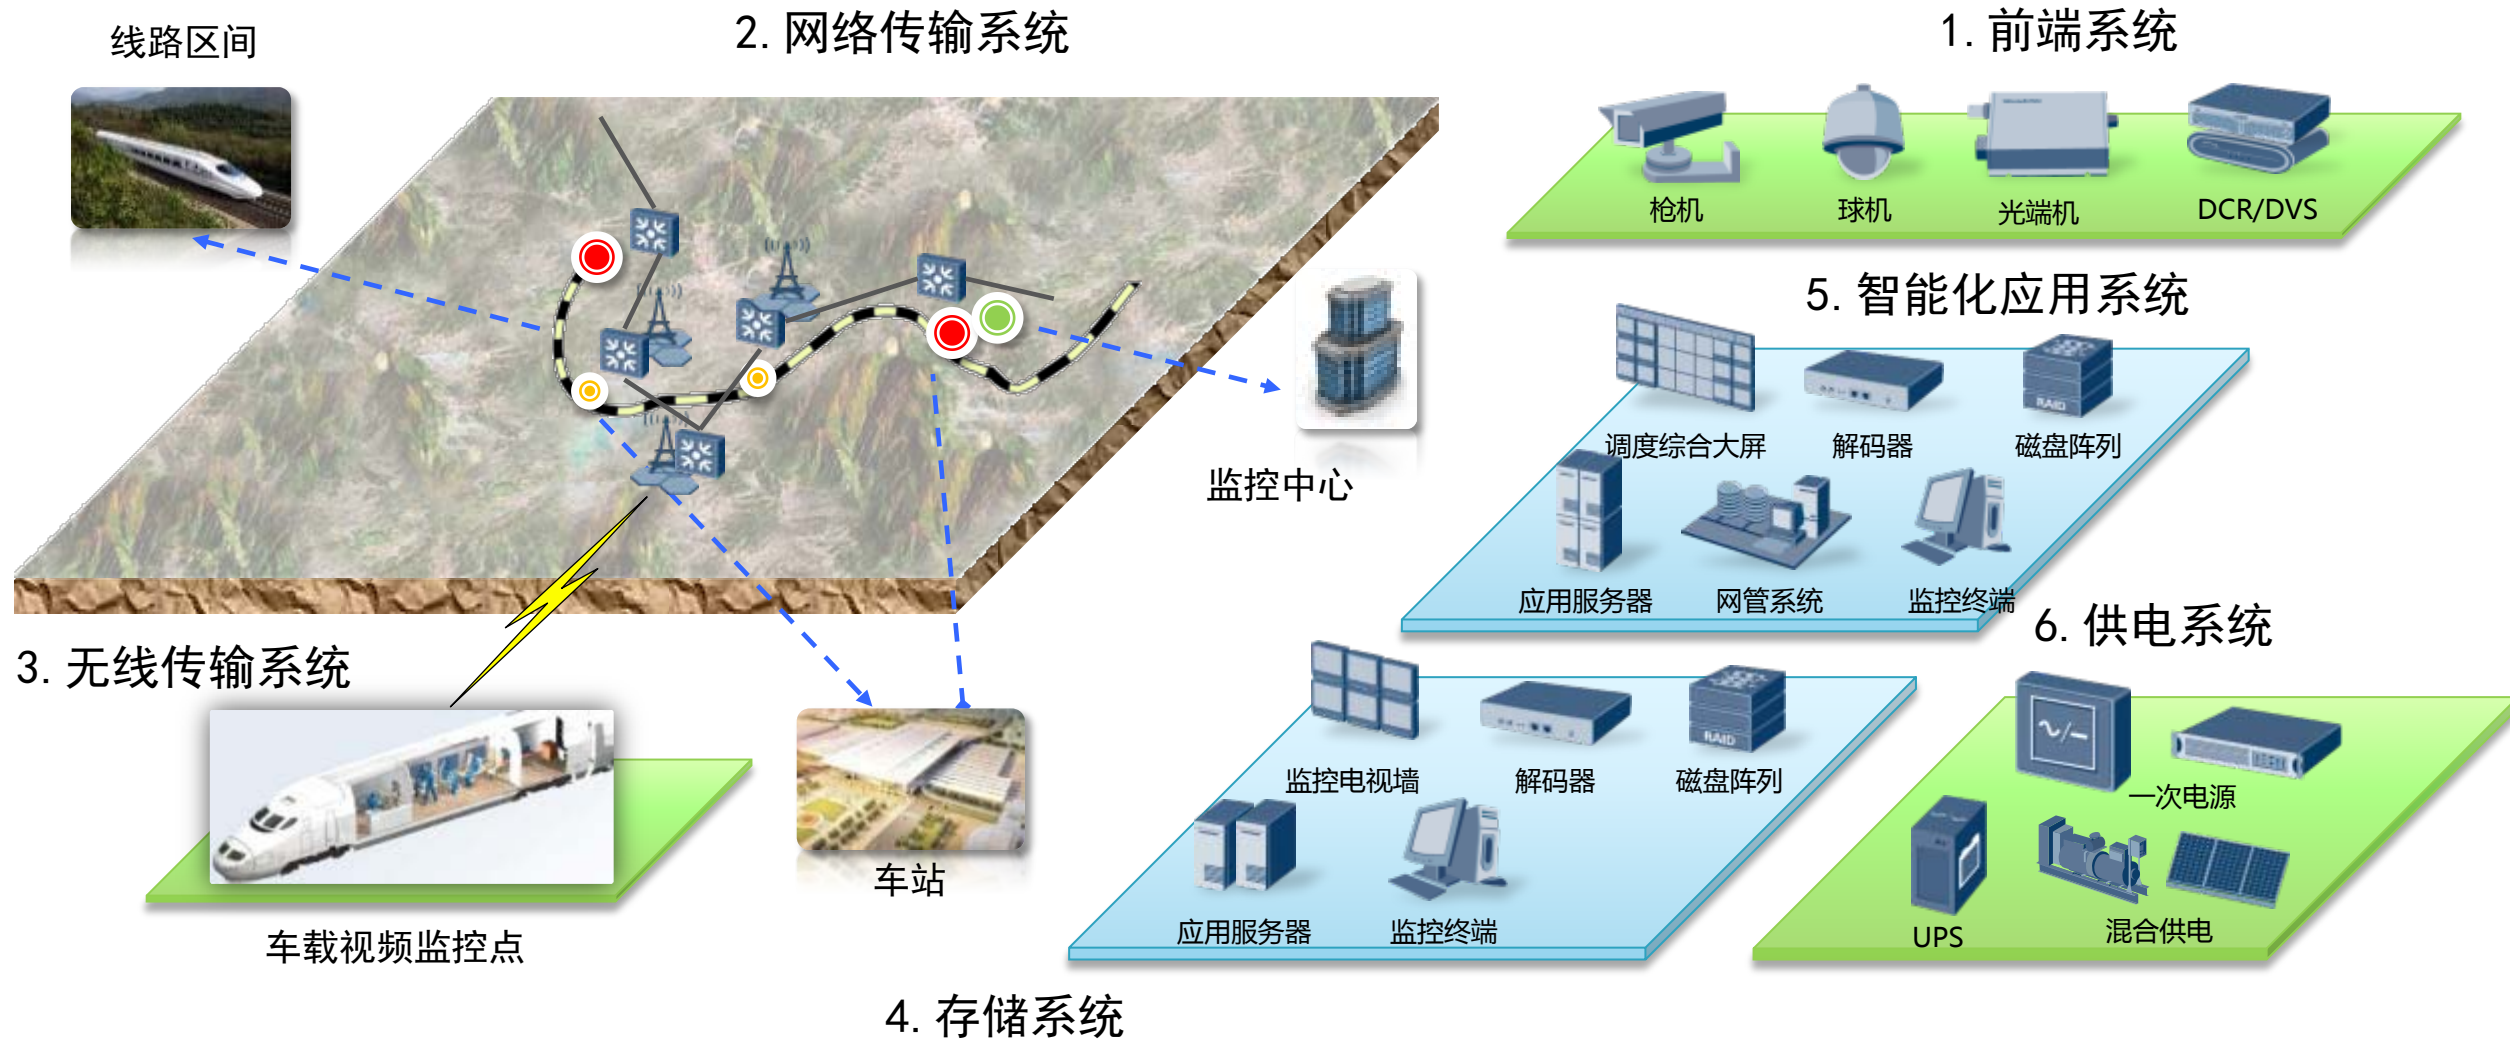 线路区间
2.网络传输系统
1.前端系统
枪机
球机
光端机
DCR/DVS
5.智能化应用系统
RAID
调度综合大屏
解码器
磁盘阵列
监控中心
应用服务器
网管系统
监控终端
6.供电系统
3.无线传输系统
RAID
监控电视墙
解码器
磁盘阵列
一次电源
车站
应用服务器
监控终端
UPS
混合供电
车载视频监控点
4.存储系统